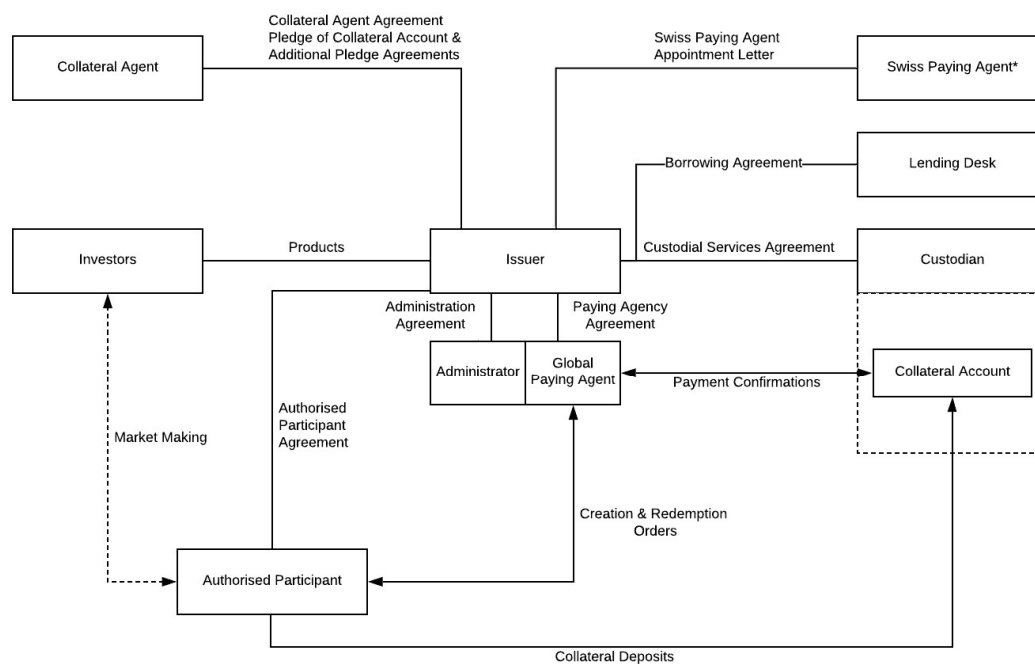 Collateral Agent Agreement
Pledge of Collateral Account &
Additional Pledge Agreements
Swiss Paying Agent
Appointment Letter
Collateral Agent
Swiss Paying Agent*
Borrowing Agreement
Lending Desk
Products
Custodial Services Agreement
Investors
Issuer
Custodian
Administration
Agreement
Paying Agency
Agreement
Administrator
Global
Paying Agent
Payment Confirmations
Collateral Account
Authorised
Participant
Agreement
Market Making
Creation & Redemption
Orders
Authorised Participant
Collateral Deposits